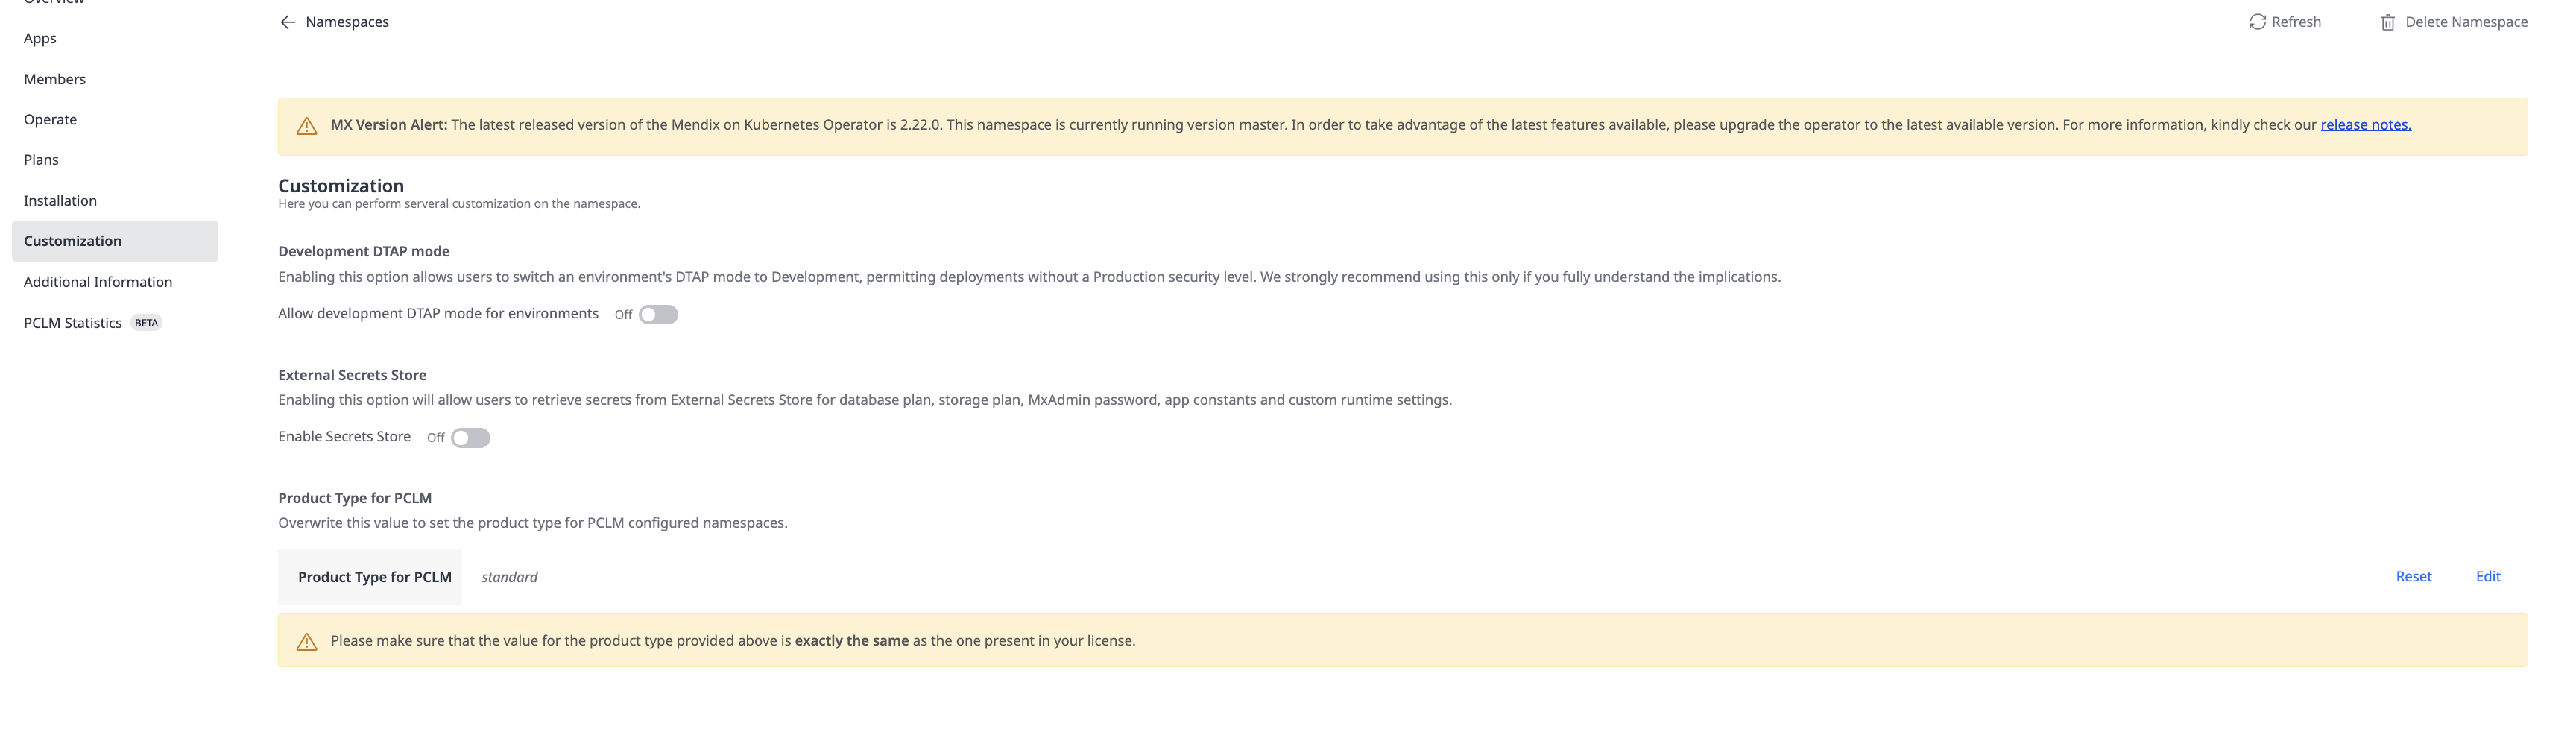 Overview
Apps
Members
Operate
Plans
Installation
Customization
Additional Information
PCLM Statistics BETA
Namespaces
Refresh
Delete Namespace
MX Version Alert: The latest released version of the Mendix on Kubernetes Operator is 2.22.0. This namespace is currently running version master. In order to take advantage of the latest features available, please upgrade the operator to the latest available version. For more information, kindly check our release notes.
Customization
Here you can perform serveral customization on the namespace.
Development DTAP mode
Enabling this option allows users to switch an environment's DTAP mode to Development, permitting deployments without a Production security level. We strongly recommend using this only if you fully understand the implications.
Allow development DTAP mode for environments Off
External Secrets Store
Enabling this option will allow users to retrieve secrets from External Secrets Store for database plan, storage plan, MxAdmin password, app constants and custom runtime settings.
Enable Secrets Store Off
Product Type for PCLM
Overwrite this value to set the product type for PCLM configured namespaces.
Product Type for PCLM standard Reset Edit
Please make sure that the value for the product type provided above is exactly the same as the one present in your license.